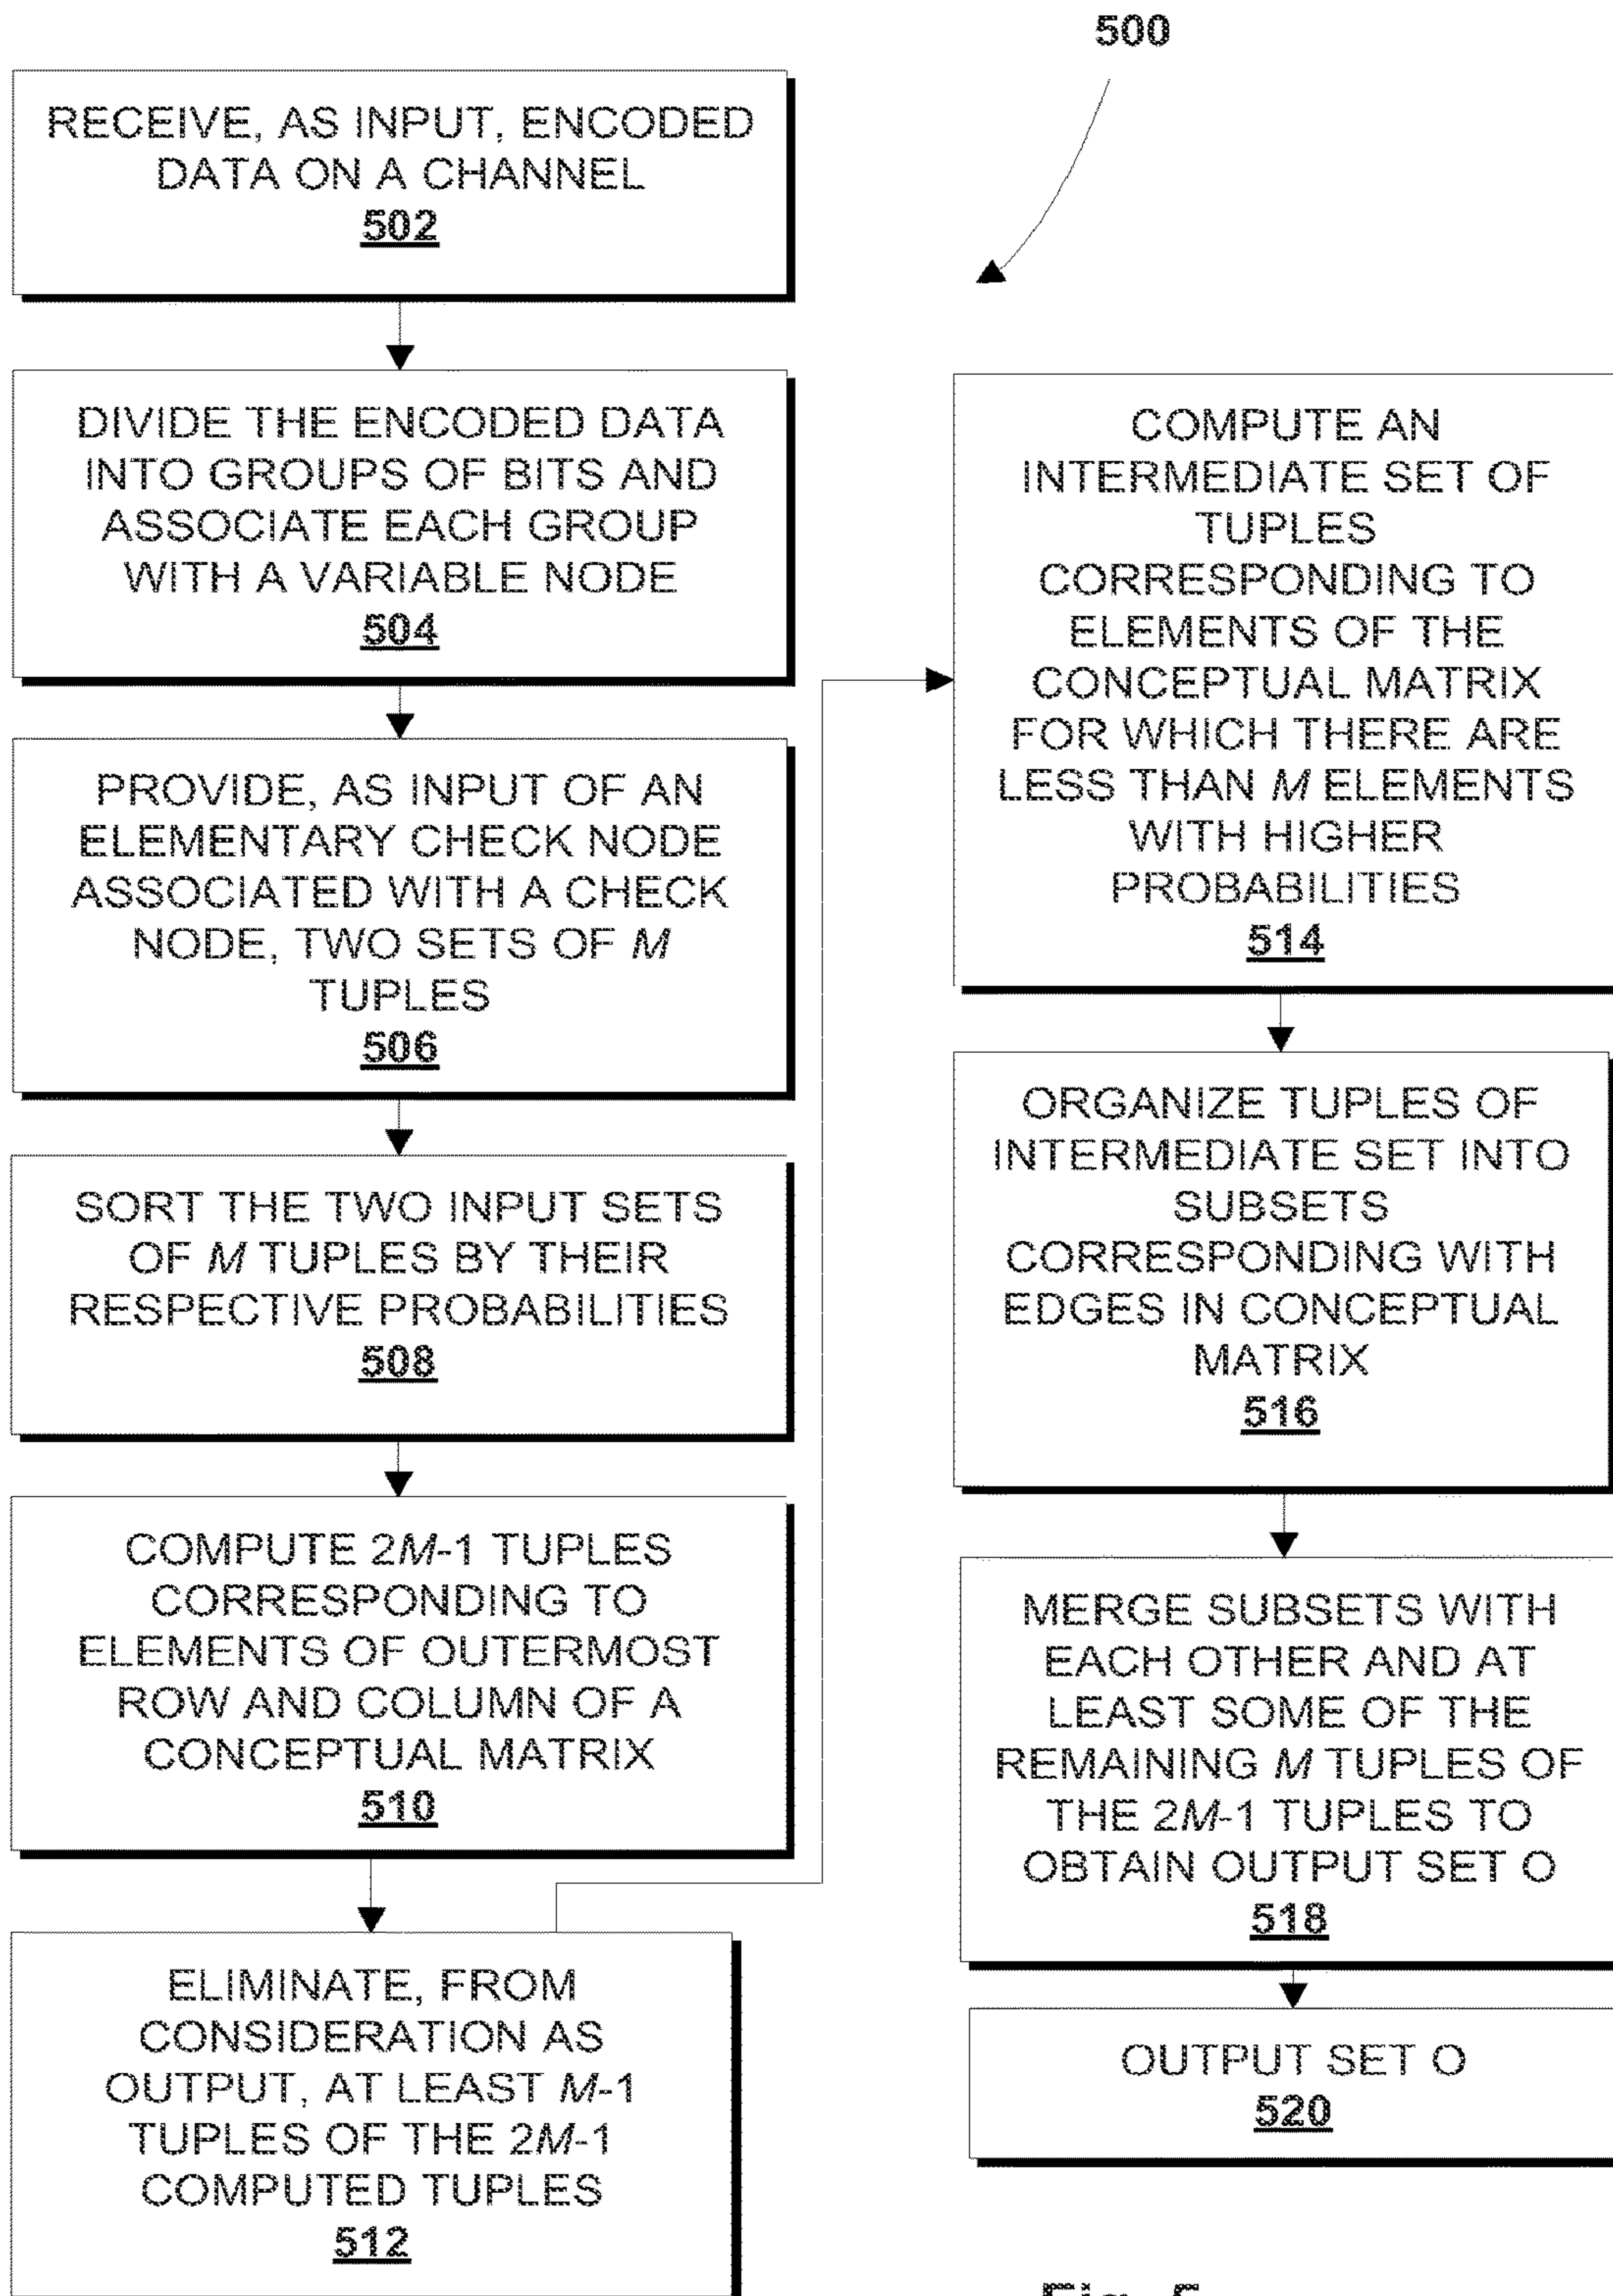 500
RECEIVE, AS INPUT, ENCODED
DATA ON A CHANNEL
502
DIVIDE THE ENCODED DATA
INTO GROUPS OF BITS AND
ASSOCIATE EACH GROUP
WITH A VARIABLE NODE
504
PROVIDE, AS INPUT OF AN
ELEMENTARY CHECK NODE
ASSOCIATED WITH A CHECK
NODE, TWO SETS OF M
TUPLES
506
SORT THE TWO INPUT SETS
OF M TUPLES BY THEIR
RESPECTIVE PROBABILITIES
508
COMPUTE 2M-1 TUPLES
CORRESPONDING TO
ELEMENTS OF OUTERMOST
ROW AND COLUMN OF A
CONCEPTUAL MATRIX
510
ELIMINATE, FROM
CONSIDERATION AS
OUTPUT, AT LEAST M-1
TUPLES OF THE 2M-1
COMPUTED TUPLES
512
COMPUTE AN
INTERMEDIATE SET OF
TUPLES
CORRESPONDING TO
ELEMENTS OF THE
CONCEPTUAL MATRIX
FOR WHICH THERE ARE
LESS THAN M ELEMENTS
WITH HIGHER
PROBABILITIES
514
ORGANIZE TUPLES OF
INTERMEDIATE SET INTO
SUBSETS
CORRESPONDING WITH
EDGES IN CONCEPTUAL
MATRIX
516
MERGE SUBSETS WITH
EACH OTHER AND AT
LEAST SOME OF THE
REMAINING M TUPLES OF
THE 2M-1 TUPLES TO
OBTAIN OUTPUT SET O
518
OUTPUT SET O
520